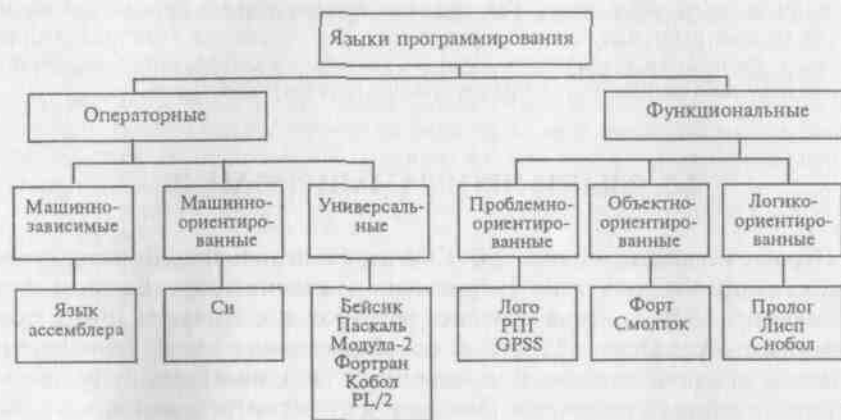 Языки программирования
Операторные
Функциональные
Машинно-
зависимые
Машинно-
ориентиро-
ванные
Универсаль-
ные
Проблемно-
ориентиро-
ванные
Объектно-
ориентиро-
ванные
Логико-
ориентиро-
ванные
Язык
ассемблера
Си
Бейсик
Паскаль
Модула-2
Фортран
Кобол
PL/2
Лого
РПГ
GPSS
Форт
Смолток
Пролог
Лисп
Снобол